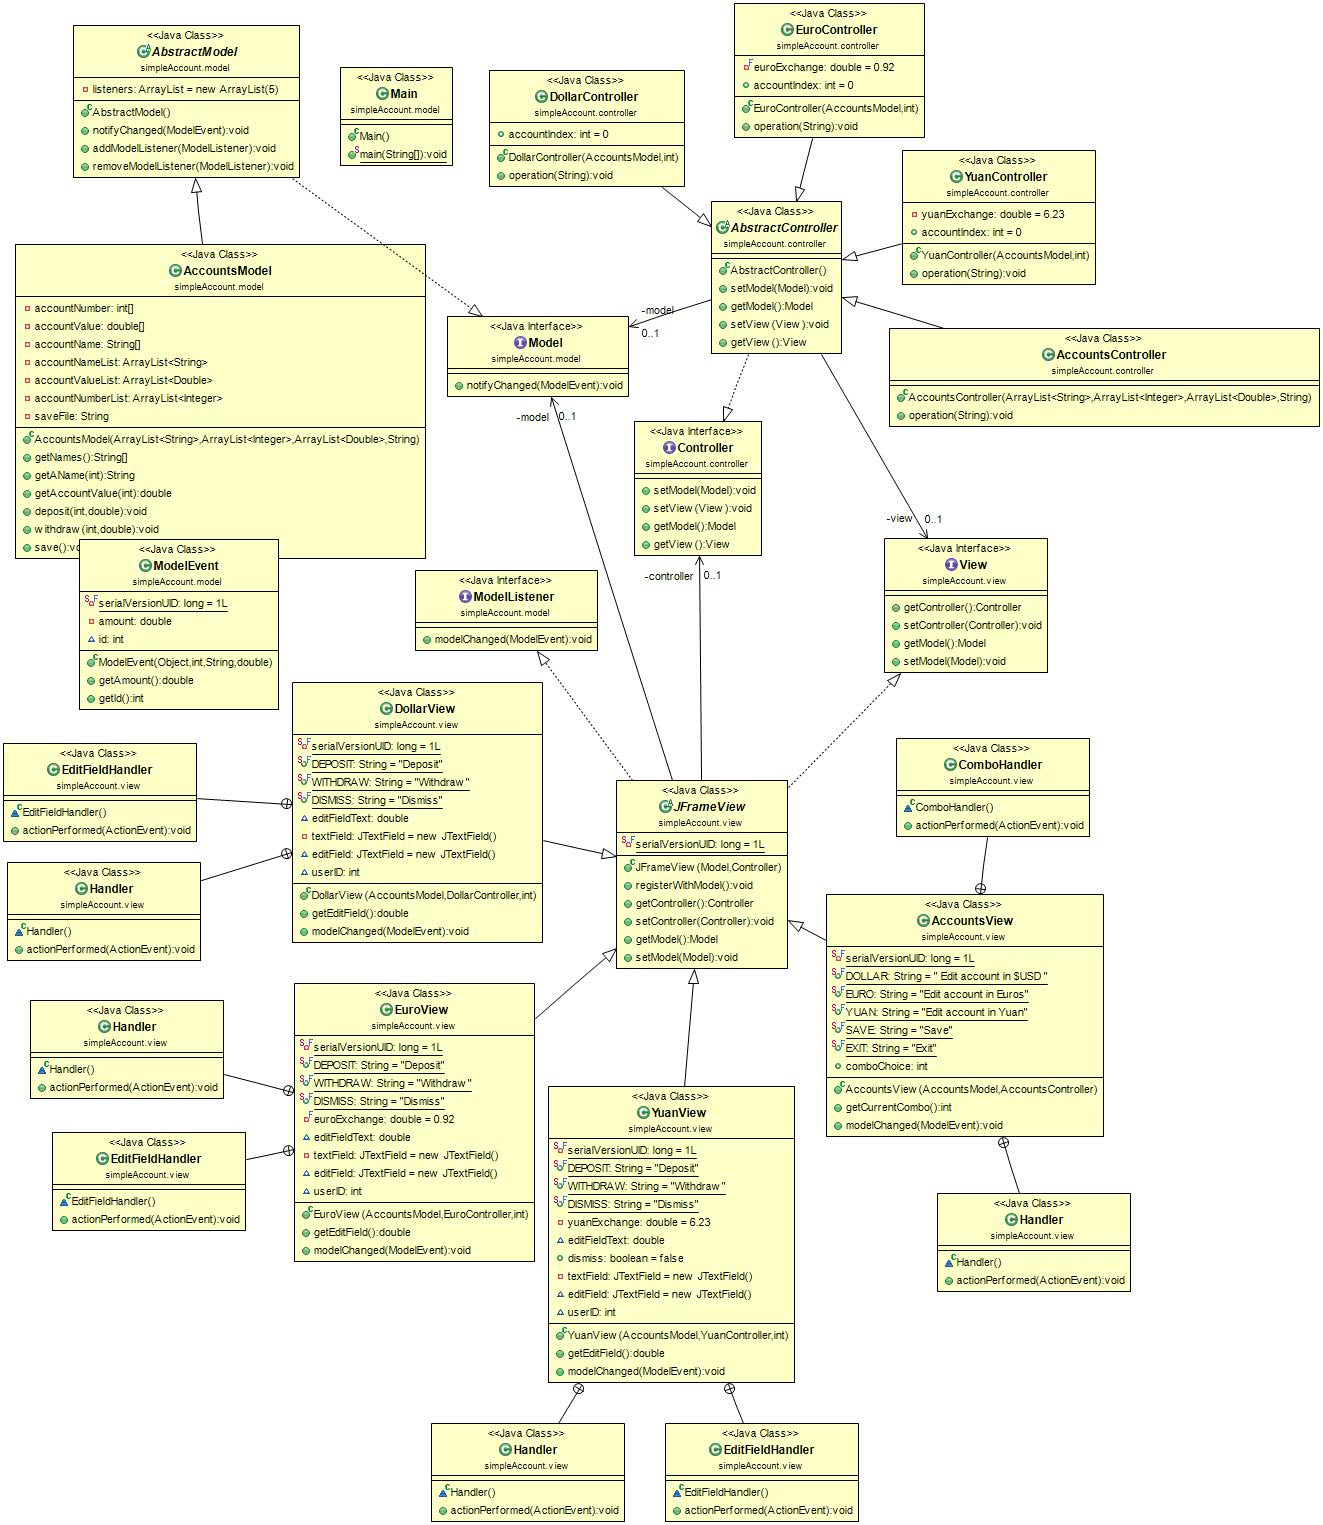 <<Java Class>>
AbstractModel
simpleAccount.model
listeners: ArrayList = new ArrayList(5)
AbstractModel()
notifyChanged(ModelEvent):void
addModelListener(ModelListener):void
removeModelListener(ModelListener):void
<<Java Class>>
Main
simpleAccount.model
Main()
main(String[]):void
<<Java Class>>
DollarController
simpleAccount.controller
accountIndex: int = 0
DollarController(AccountsModel,int)
operation(String):void
<<Java Class>>
EuroController
simpleAccount.controller
euroExchange: double = 0.92
accountIndex: int = 0
EuroController(AccountsModel,int)
operation(String):void
<<Java Class>>
YuanController
simpleAccount.controller
yuanExchange: double = 6.23
accountIndex: int = 0
YuanController(AccountsModel,int)
operation(String):void
<<Java Class>>
AbstractController
simpleAccount.controller
AbstractController()
setModel(Model):void
getModel():Model
setView(View):void
getView():View
<<Java Class>>
AccountsModel
simpleAccount.model
accountNumber: int[]
accountValue: double[]
accountName: String[]
accountNameList: ArrayList<String>
accountValueList: ArrayList<Double>
accountNumberList: ArrayList<Integer>
saveFile: String
AccountsModel(ArrayList<String>,ArrayList<Integer>,ArrayList<Double>,String)
getNames():String[]
getAName(int):String
getAccountValue(int):double
deposit(int,double):void
withdraw(int,double):void
save():vo
<<Java Interface>>
Model
simpleAccount.model
notifyChanged(ModelEvent):void
-model
0..1
-model
0..1
<<Java Class>>
AccountsController
simpleAccount.controller
AccountsController(ArrayList<String>,ArrayList<Integer>,ArrayList<Double>,String)
operation(String):void
<<Java Interface>>
Controller
simpleAccount.controller
setModel(Model):void
setView(View):void
getModel():Model
getView():View
-controller
0..1
-view
0..1
<<Java Interface>>
View
simpleAccount.view
getController():Controller
setController(Controller):void
getModel():Model
setModel(Model):void
<<Java Class>>
ModelEvent
simpleAccount.model
serialVersionUID: long = 1L
amount: double
id: int
ModelEvent(Object,int,String,double)
getAmount():double
getId():int
<<Java Interface>>
ModelListener
simpleAccount.model
modelChanged(ModelEvent):void
<<Java Class>>
DollarView
simpleAccount.view
serialVersionUID: long = 1L
DEPOSIT: String = "Deposit"
WITHDRAW: String = "Withdraw"
DISMISS: String = "Dismiss"
editFieldText: double
textField: JTextField = new JTextField()
editField: JTextField = new JTextField()
userID: int
DollarView(AccountsModel,DollarController,int)
getEditField():double
modelChanged(ModelEvent):void
<<Java Class>>
EditFieldHandler
simpleAccount.view
EditFieldHandler()
actionPerformed(ActionEvent):void
<<Java Class>>
Handler
simpleAccount.view
Handler()
actionPerformed(ActionEvent):void
<<Java Class>>
JFrameView
simpleAccount.view
serialVersionUID: long = 1L
JFrameView(Model,Controller)
registerWithModel():void
getController():Controller
setController(Controller):void
getModel():Model
setModel(Model):void
<<Java Class>>
ComboHandler
simpleAccount.view
ComboHandler()
actionPerformed(ActionEvent):void
<<Java Class>>
AccountsView
simpleAccount.view
serialVersionUID: long = 1L
DOLLAR: String = " Edit account in $USD "
EURO: String = "Edit account in Euros"
YUAN: String = "Edit account in Yuan"
SAVE: String = "Save"
EXIT: String = "Exit"
comboChoice: int
AccountsView(AccountsModel,AccountsController)
getCurrentCombo():int
modelChanged(ModelEvent):void
<<Java Class>>
Handler
simpleAccount.view
Handler()
actionPerformed(ActionEvent):void
<<Java Class>>
EuroView
simpleAccount.view
serialVersionUID: long = 1L
DEPOSIT: String = "Deposit"
WITHDRAW: String = "Withdraw"
DISMISS: String = "Dismiss"
euroExchange: double = 0.92
editFieldText: double
textField: JTextField = new JTextField()
editField: JTextField = new JTextField()
userID: int
EuroView(AccountsModel,EuroController,int)
getEditField():double
modelChanged(ModelEvent):void
<<Java Class>>
EditFieldHandler
simpleAccount.view
EditFieldHandler()
actionPerformed(ActionEvent):void
<<Java Class>>
YuanView
simpleAccount.view
serialVersionUID: long = 1L
DEPOSIT: String = "Deposit"
WITHDRAW: String = "Withdraw"
DISMISS: String = "Dismiss"
yuanExchange: double = 6.23
editFieldText: double
dismiss: boolean = false
textField: JTextField = new JTextField()
editField: JTextField = new JTextField()
userID: int
YuanView(AccountsModel,YuanController,int)
getEditField():double
modelChanged(ModelEvent):void
<<Java Class>>
Handler
simpleAccount.view
Handler()
actionPerformed(ActionEvent):void
<<Java Class>>
Handler
simpleAccount.view
Handler()
actionPerformed(ActionEvent):void
<<Java Class>>
EditFieldHandler
simpleAccount.view
EditFieldHandler()
actionPerformed(ActionEvent):void